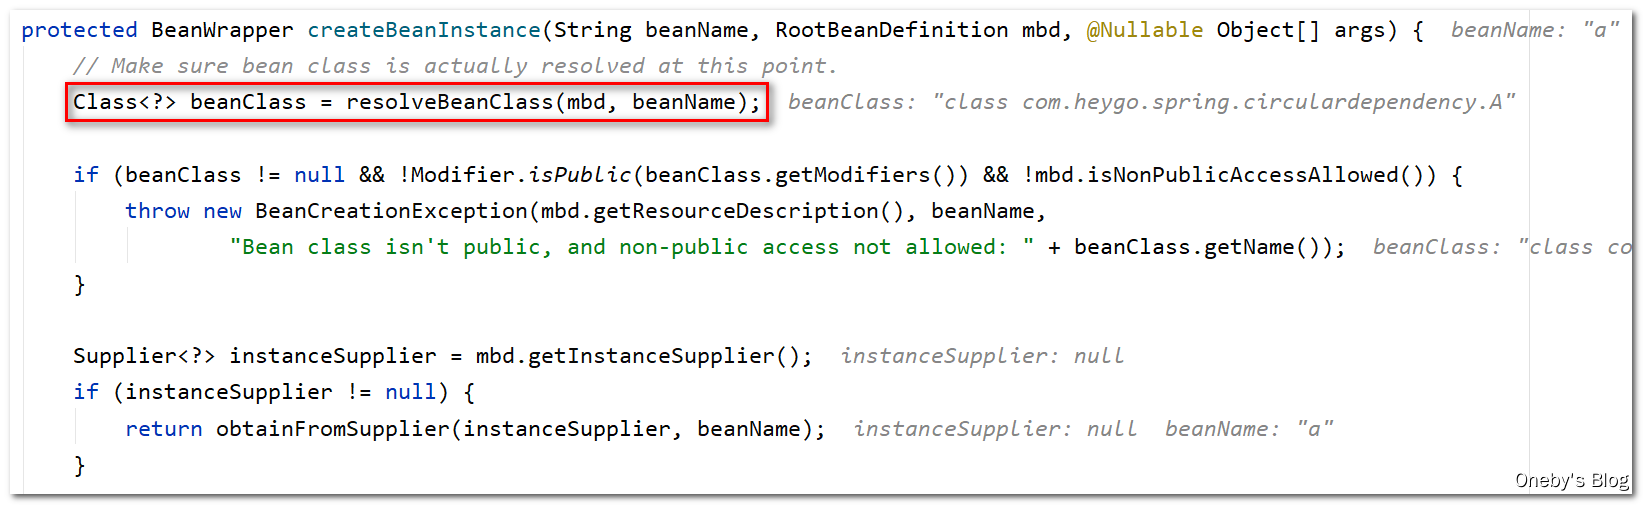 protected BeanWrapper createBeanInstance(String beanName, RootBeanDefinition mbd, @Nullable Object[] args) {  beanName: "a"
// Make sure bean class is actually resolved at this point.
Class<?> beanClass = resolveBeanClass(mbd, beanName);  beanClass: "class com.heygo.spring.circulardependency.A"
if (beanClass != null && !Modifier.isPublic(beanClass.getModifiers()) && !mbd.isNonPublicAccessAllowed()) {
throw new BeanCreationException(mbd.getResourceDescription(), beanName,
"Bean class isn't public, and non-public access not allowed: " + beanClass.getName());  beanClass: "class co
}
Supplier<?> instanceSupplier = mbd.getInstanceSupplier();  instanceSupplier: null
if (instanceSupplier != null) {
return obtainFromSupplier(instanceSupplier, beanName);  instanceSupplier: null  beanName: "a"
}
Oneby's Blog